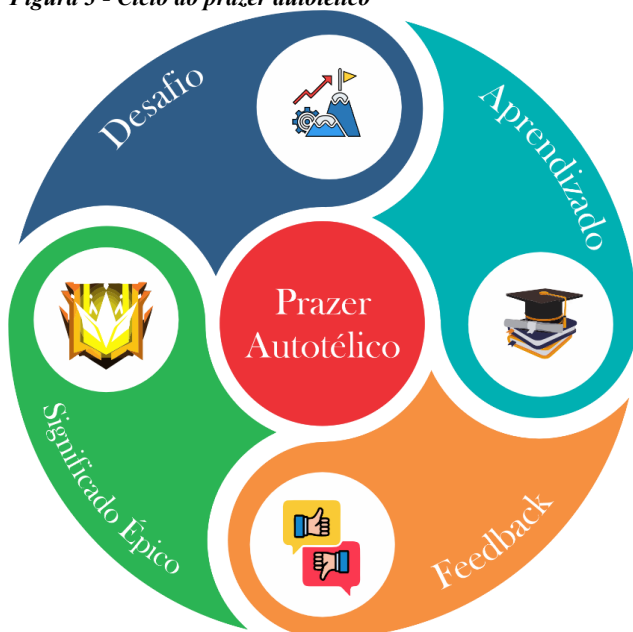 Figura 3 - Ciclo do prazer autotélico
Desafio
Aprendizado
Prazer
Autotélico
Significado Épico
Feedback